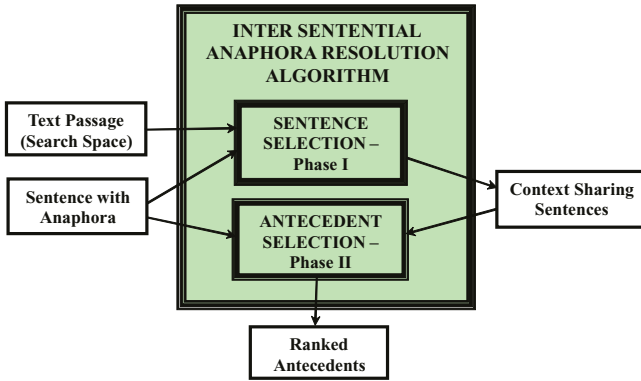 INTER SENTENTIAL
ANAPHORA RESOLUTION
ALGORITHM
Text Passage
(Search Space)
SENTENCE
SELECTION –
Phase I
Sentence with
Anaphora
Context Sharing
Sentences
ANTECEDENT
SELECTION –
Phase II
Ranked
Antecedents